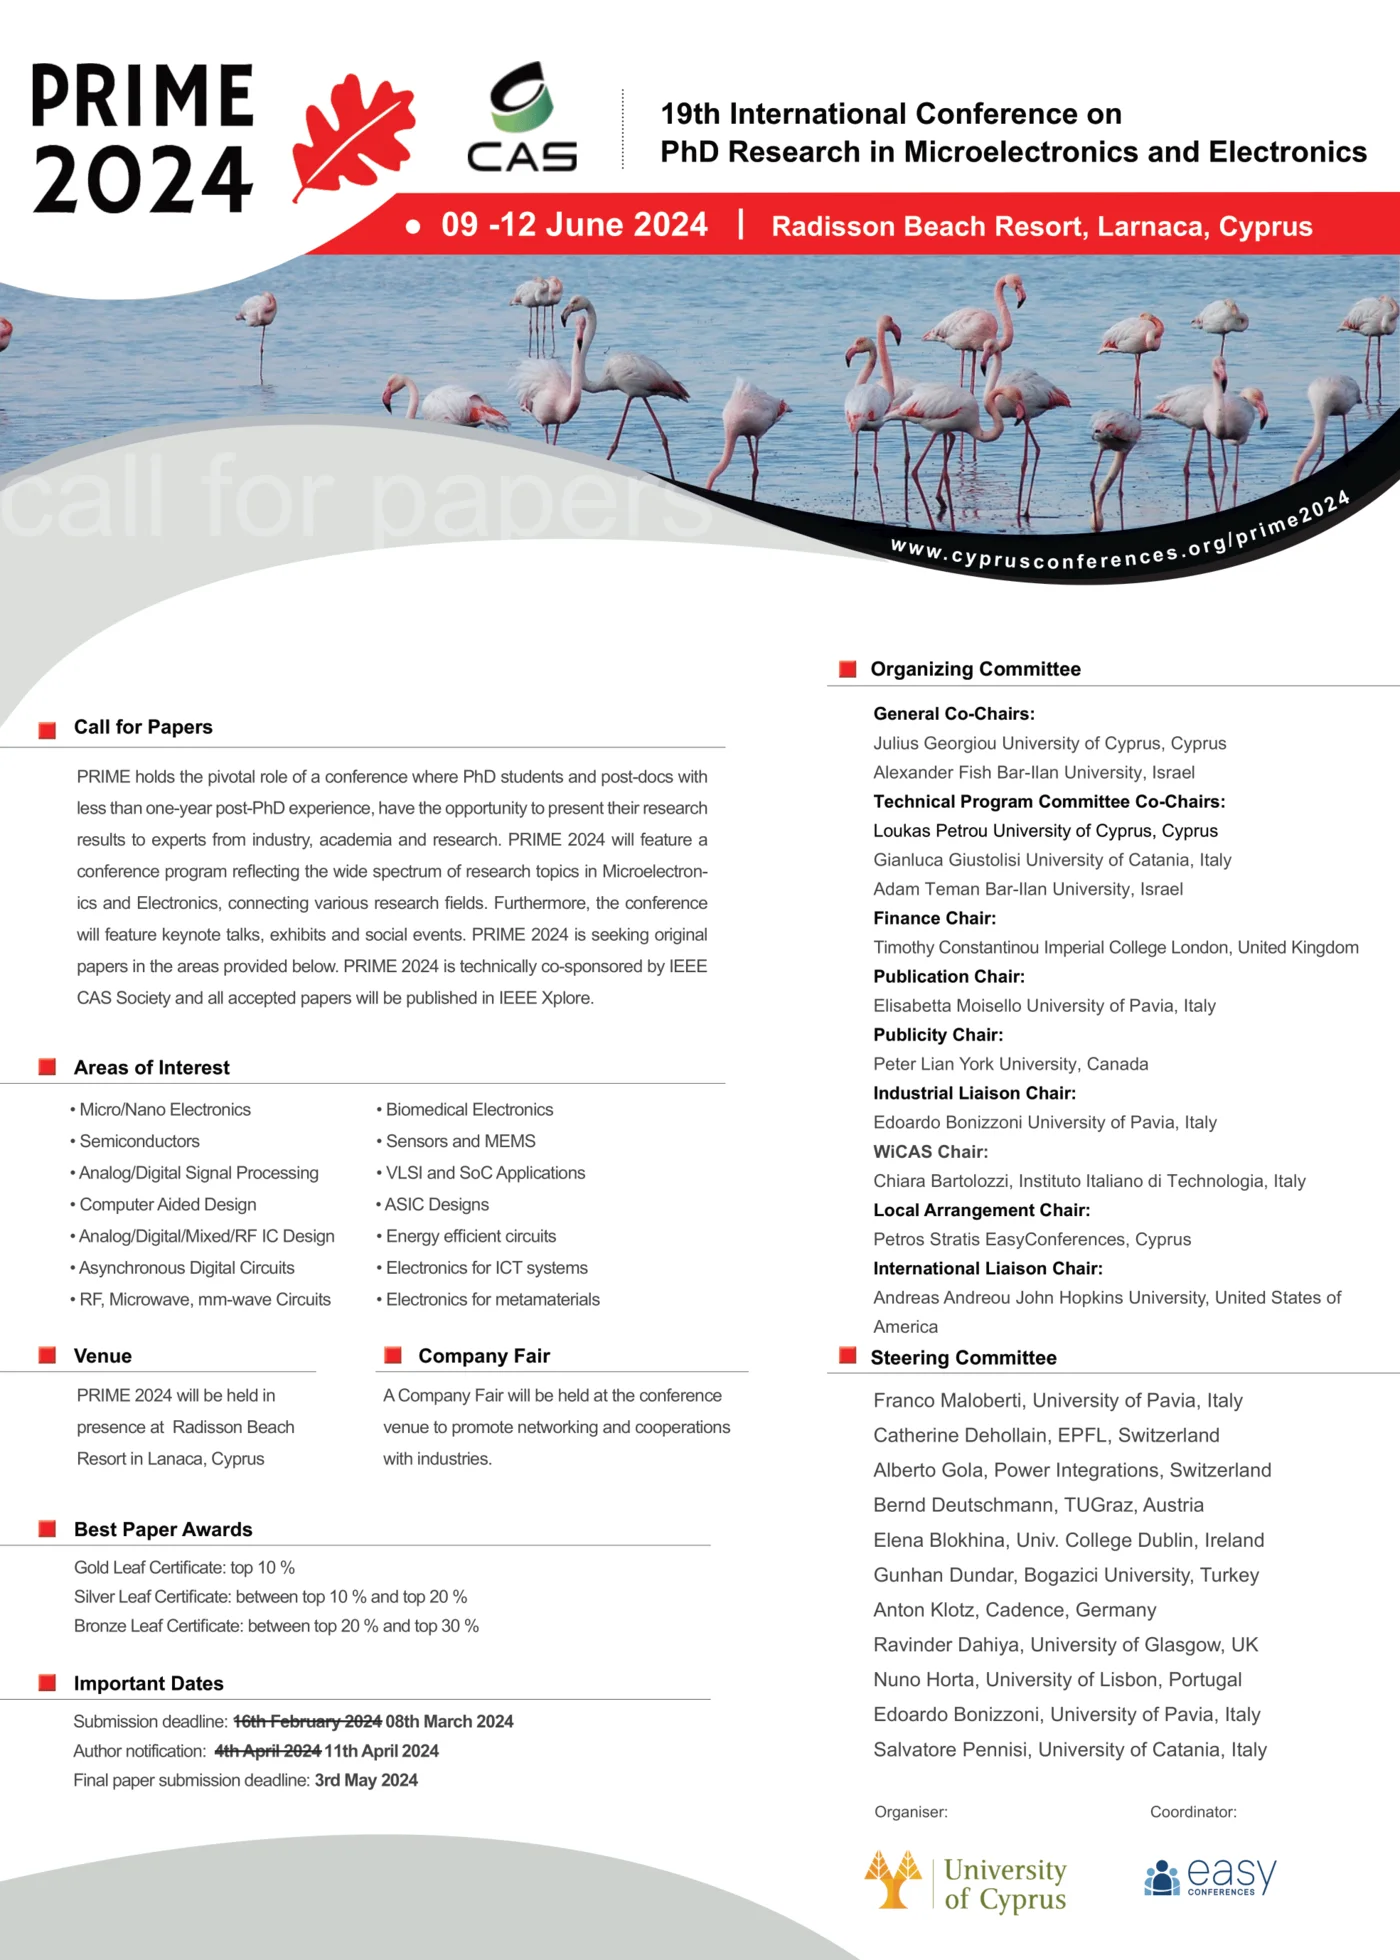 PRIME
2024
CAS
19th International Conference on
PhD Research in Microelectronics and Electronics
• 09 -12 June 2024 | Radisson Beach Resort, Larnaca, Cyprus
call for papers
www.cyprusconferences.org/prime2024
Call for Papers
PRIME holds the pivotal role of a conference where PhD students and post-docs with
less than one-year post-PhD experience, have the opportunity to present their research
results to experts from industry, academia and research. PRIME 2024 will feature a
conference program reflecting the wide spectrum of research topics in Microelectron-
ics and Electronics, connecting various research fields. Furthermore, the conference
will feature keynote talks, exhibits and social events. PRIME 2024 is seeking original
papers in the areas provided below. PRIME 2024 is technically co-sponsored by IEEE
CAS Society and all accepted papers will be published in IEEE Xplore.
Areas of Interest
• Micro/Nano Electronics
• Semiconductors
• Analog/Digital Signal Processing
• Computer Aided Design
• Analog/Digital/Mixed/RF IC Design
• Asynchronous Digital Circuits
• RF, Microwave, mm-wave Circuits
• Biomedical Electronics
• Sensors and MEMS
• VLSI and SoC Applications
• ASIC Designs
• Energy efficient circuits
• Electronics for ICT systems
• Electronics for metamaterials
Venue
PRIME 2024 will be held in
presence at Radisson Beach
Resort in Lanaca, Cyprus
Company Fair
A Company Fair will be held at the conference
venue to promote networking and cooperations
with industries.
Best Paper Awards
Gold Leaf Certificate: top 10 %
Silver Leaf Certificate: between top 10 % and top 20 %
Bronze Leaf Certificate: between top 20 % and top 30 %
Important Dates
Submission deadline: 16th February 2024 08th March 2024
Author notification: 4th April 2024 11th April 2024
Final paper submission deadline: 3rd May 2024
Organizing Committee
General Co-Chairs:
Julius Georgiou University of Cyprus, Cyprus
Alexander Fish Bar-Ilan University, Israel
Technical Program Committee Co-Chairs:
Loukas Petrou University of Cyprus, Cyprus
Gianluca Giustolisi University of Catania, Italy
Adam Teman Bar-Ilan University, Israel
Finance Chair:
Timothy Constantinou Imperial College London, United Kingdom
Publication Chair:
Elisabetta Moisello University of Pavia, Italy
Publicity Chair:
Peter Lian York University, Canada
Industrial Liaison Chair:
Edoardo Bonizzoni University of Pavia, Italy
WiCAS Chair:
Chiara Bartolozzi, Instituto Italiano di Technologia, Italy
Local Arrangement Chair:
Petros Stratis EasyConferences, Cyprus
International Liaison Chair:
Andreas Andreou John Hopkins University, United States of
America
Steering Committee
Franco Maloberti, University of Pavia, Italy
Catherine Dehollain, EPFL, Switzerland
Alberto Gola, Power Integrations, Switzerland
Bernd Deutschmann, TUGraz, Austria
Elena Blokhina, Univ. College Dublin, Ireland
Gunhan Dundar, Bogazici University, Turkey
Anton Klotz, Cadence, Germany
Ravinder Dahiya, University of Glasgow, UK
Nuno Horta, University of Lisbon, Portugal
Edoardo Bonizzoni, University of Pavia, Italy
Salvatore Pennisi, University of Catania, Italy
Organiser:
University
of Cyprus
Coordinator:
easy
CONFERENCES